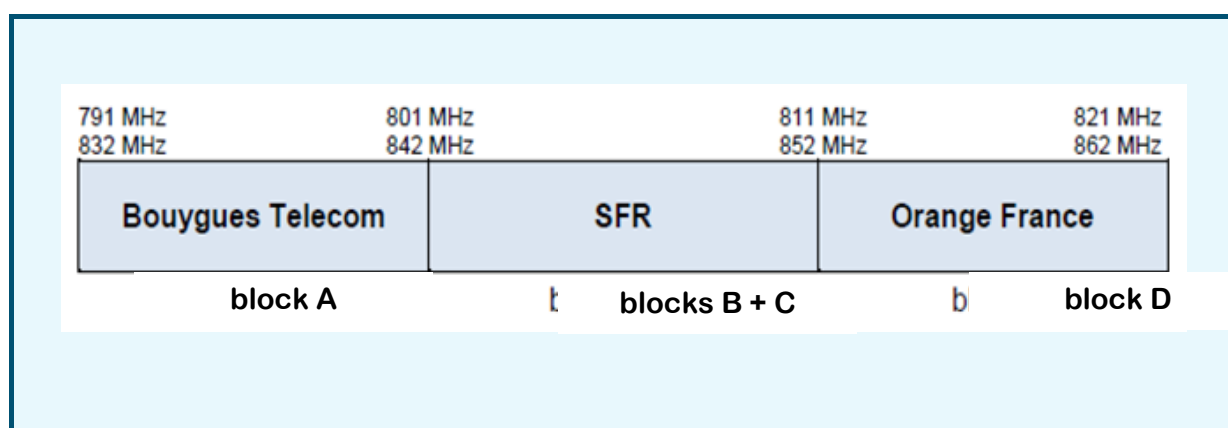 791 MHz 801 MHz 811 MHz 821 MHz
832 MHz 842 MHz 852 MHz 862 MHz
Bouygues Telecom SFR Orange France
block A blocks B + C block D